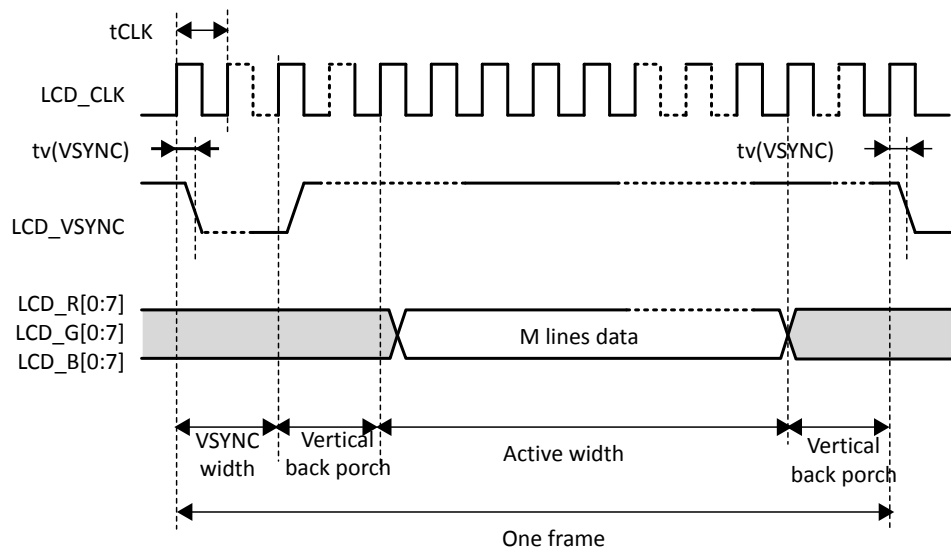 tCLK
LCD_CLK
tv(VSYNC)
tv(VSYNC)
LCD_VSYNC
LCD_R[0:7]
LCD_G[0:7]
M lines data
LCD_B[0:7]
VSYNC
width
Vertical
back porch
Active width
Vertical
back porch
One frame